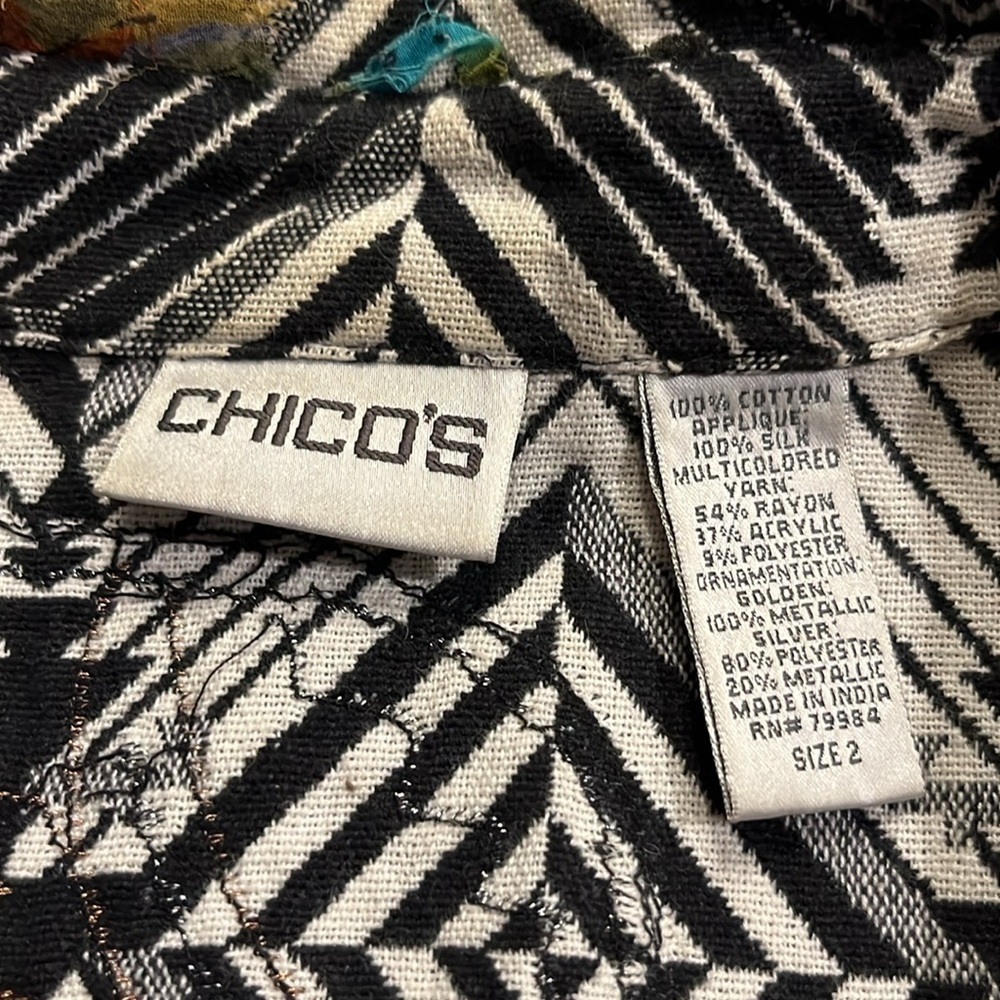 CHICO'S
100% COTTON
APPLIQUE:
100% SILK
MULTICOLORED
YARN:
54% RAYON
37% ACRYLIC
9% POLYESTER
ORNAMENTATION:
GOLDEN:
100% METALLIC
SILVER:
80% POLYESTER
20% METALLIC
MADE IN INDIA
RN# 79984
SIZE 2